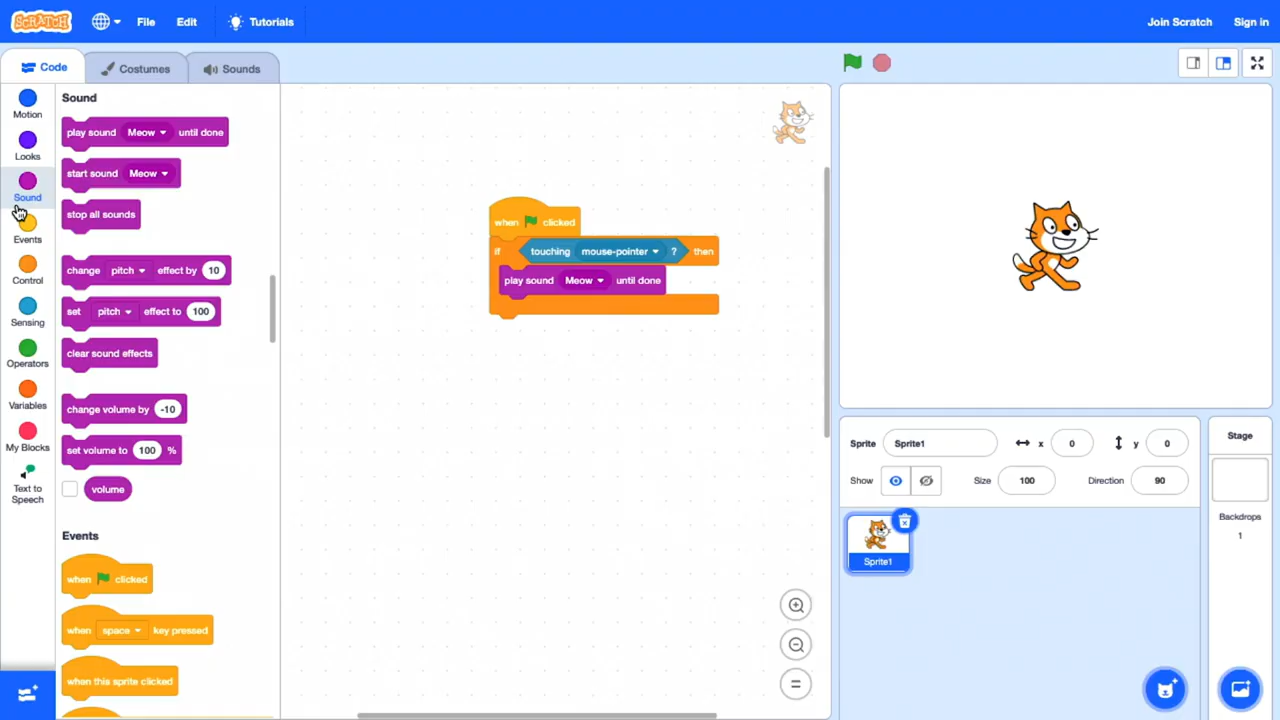 SCRATCH File Edit Tutorials Join Scratch Sign in
Code Costumes Sounds
Motion
Looks
Sound
Events
Control
Sensing
Operators
Variables
My Blocks
Text to
Speech
Sound
play sound Meow until done
start sound Meow
stop all sounds
change pitch effect by 10
set pitch effect to 100
clear sound effects
change volume by -10
set volume to 100 %
volume
Events
when clicked
when space key pressed
when this sprite clicked
when clicked
if touching mouse-pointer ? then
play sound Meow until done
Sprite Sprite1 x 0 y 0
Show Size 100 Direction 90
Sprite1
Stage
Backdrops
1